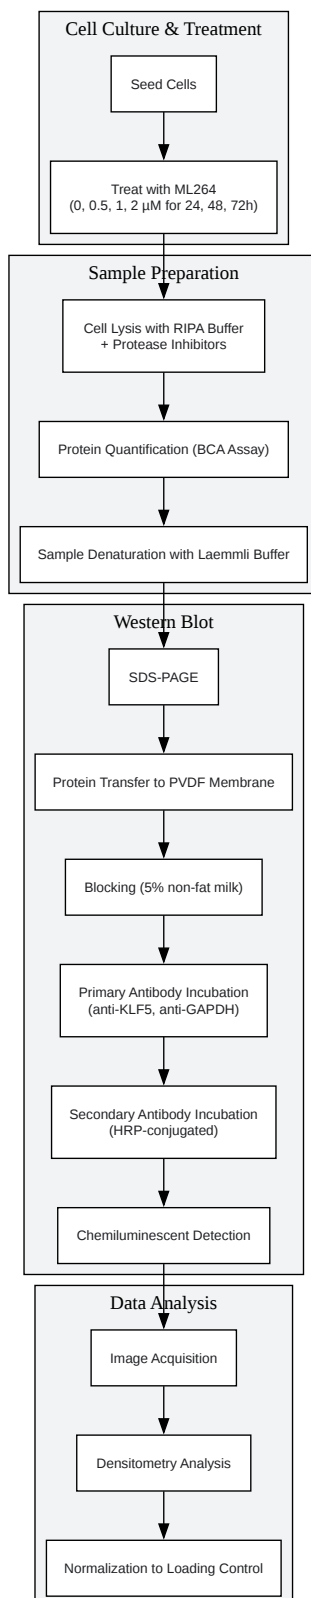 Cell Culture & Treatment
Seed Cells
Treat with ML264
(0, 0.5, 1, 2 µM for 24, 48, 72h)
Sample Preparation
Cell Lysis with RIPA Buffer
+ Protease Inhibitors
Protein Quantification (BCA Assay)
Sample Denaturation with Laemmli Buffer
Western Blot
SDS-PAGE
Protein Transfer to PVDF Membrane
Blocking (5% non-fat milk)
Primary Antibody Incubation
(anti-KLF5, anti-GAPDH)
Secondary Antibody Incubation
(HRP-conjugated)
Chemiluminescent Detection
Data Analysis
Image Acquisition
Densitometry Analysis
Normalization to Loading Control